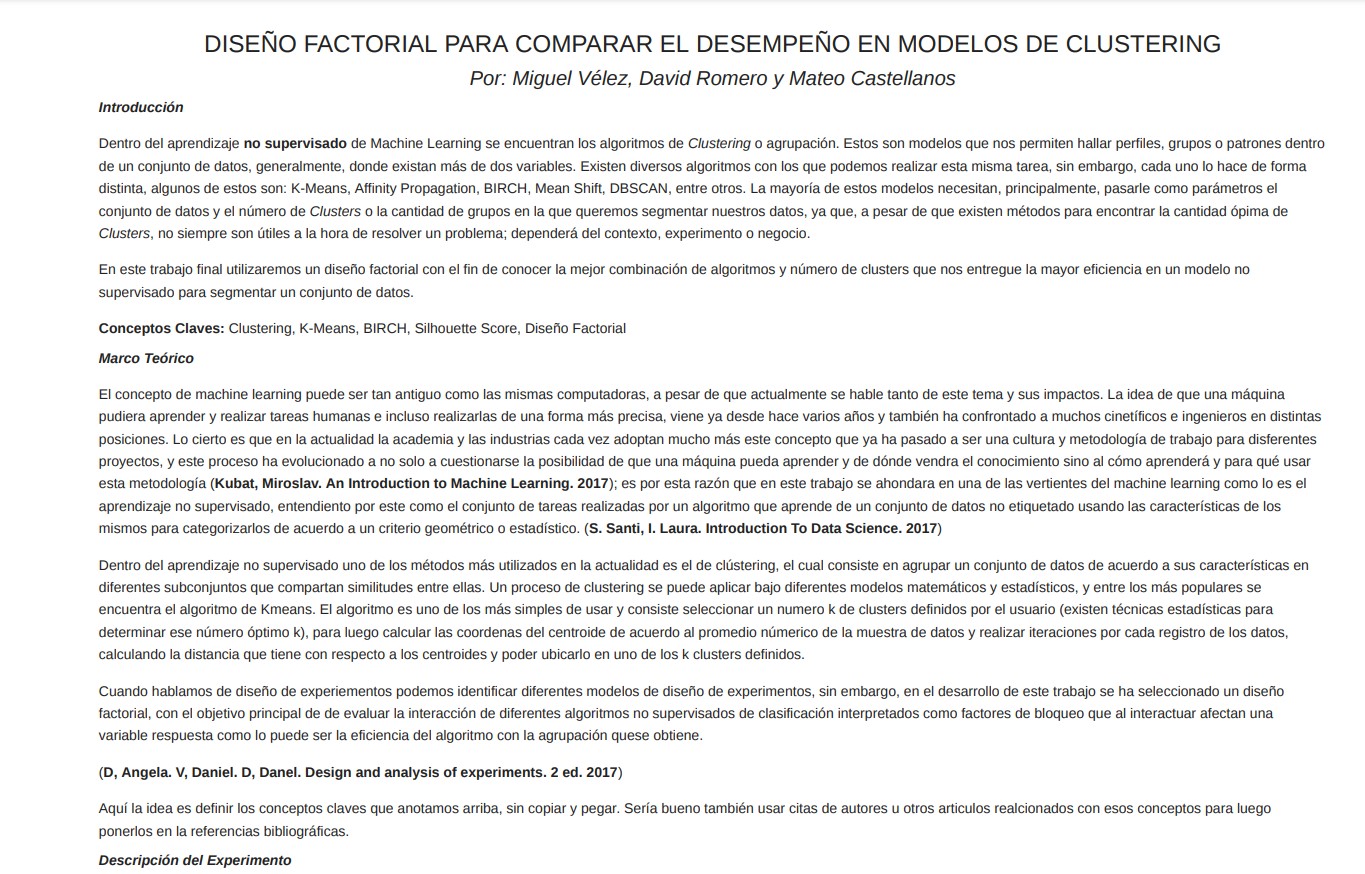 DISEÑO FACTORIAL PARA COMPARAR EL DESEMPEÑO EN MODELOS DE CLUSTERING
Por: Miguel Vélez, David Romero y Mateo Castellanos
Introducción
Dentro del aprendizaje no supervisado de Machine Learning se encuentran los algoritmos de Clustering o agrupación. Estos son modelos que nos permiten hallar perfiles, grupos o patrones dentro
de un conjunto de datos, generalmente, donde existan más de dos variables. Existen diversos algoritmos con los que podemos realizar esta misma tarea, sin embargo, cada uno lo hace de forma
distinta, algunos de estos son: K-Means, Affinity Propagation, BIRCH, Mean Shift, DBSCAN, entre otros. La mayoría de estos modelos necesitan, principalmente, pasarle como parámetros el
conjunto de datos y el número de Clusters o la cantidad de grupos en la que queremos segmentar nuestros datos, ya que, a pesar de que existen métodos para encontrar la cantidad ópima de
Clusters, no siempre son útiles a la hora de resolver un problema; dependerá del contexto, experimento o negocio.
En este trabajo final utilizaremos un diseño factorial con el fin de conocer la mejor combinación de algoritmos y número de clusters que nos entregue la mayor eficiencia en un modelo no
supervisado para segmentar un conjunto de datos.
Conceptos Claves: Clustering, K-Means, BIRCH, Silhouette Score, Diseño Factorial
Marco Teórico
El concepto de machine learning puede ser tan antiguo como las mismas computadoras, a pesar de que actualmente se hable tanto de este tema y sus impactos. La idea de que una máquina
pudiera aprender y realizar tareas humanas e incluso realizarlas de una forma más precisa, viene ya desde hace varios años y también ha confrontado a muchos cinetíficos e ingenieros en distintas
posiciones. Lo cierto es que en la actualidad la academia y las industrias cada vez adoptan mucho más este concepto que ya ha pasado a ser una cultura y metodología de trabajo para disferentes
proyectos, y este proceso ha evolucionado a no solo a cuestionarse la posibilidad de que una máquina pueda aprender y de dónde vendra el conocimiento sino al cómo aprenderá y para qué usar
esta metodología (Kubat, Miroslav. An Introduction to Machine Learning. 2017); es por esta razón que en este trabajo se ahondara en una de las vertientes del machine learning como lo es el
aprendizaje no supervisado, entendiento por este como el conjunto de tareas realizadas por un algoritmo que aprende de un conjunto de datos no etiquetado usando las características de los
mismos para categorizarlos de acuerdo a un criterio geométrico o estadístico. (S. Santi, I. Laura. Introduction To Data Science. 2017)
Dentro del aprendizaje no supervisado uno de los métodos más utilizados en la actualidad es el de clústering, el cual consiste en agrupar un conjunto de datos de acuerdo a sus características en
diferentes subconjuntos que compartan similitudes entre ellas. Un proceso de clustering se puede aplicar bajo diferentes modelos matemáticos y estadísticos, y entre los más populares se
encuentra el algoritmo de Kmeans. El algoritmo es uno de los más simples de usar y consiste seleccionar un numero k de clusters definidos por el usuario (existen técnicas estadísticas para
determinar ese número óptimo k), para luego calcular las coordenas del centroide de acuerdo al promedio númerico de la muestra de datos y realizar iteraciones por cada registro de los datos,
calculando la distancia que tiene con respecto a los centroides y poder ubicarlo en uno de los k clusters definidos.
Cuando hablamos de diseño de experiementos podemos identificar diferentes modelos de diseño de experimentos, sin embargo, en el desarrollo de este trabajo se ha seleccionado un diseño
factorial, con el objetivo principal de de evaluar la interacción de diferentes algoritmos no supervisados de clasificación interpretados como factores de bloqueo que al interactuar afectan una
variable respuesta como lo puede ser la eficiencia del algoritmo con la agrupación quese obtiene.
(D, Angela. V, Daniel. D, Danel. Design and analysis of experiments. 2 ed. 2017)
Aquí la idea es definir los conceptos claves que anotamos arriba, sin copiar y pegar. Sería bueno también usar citas de autores u otros articulos realcionados con esos conceptos para luego
ponerlos en la referencias bibliográficas.
Descripción del Experimento